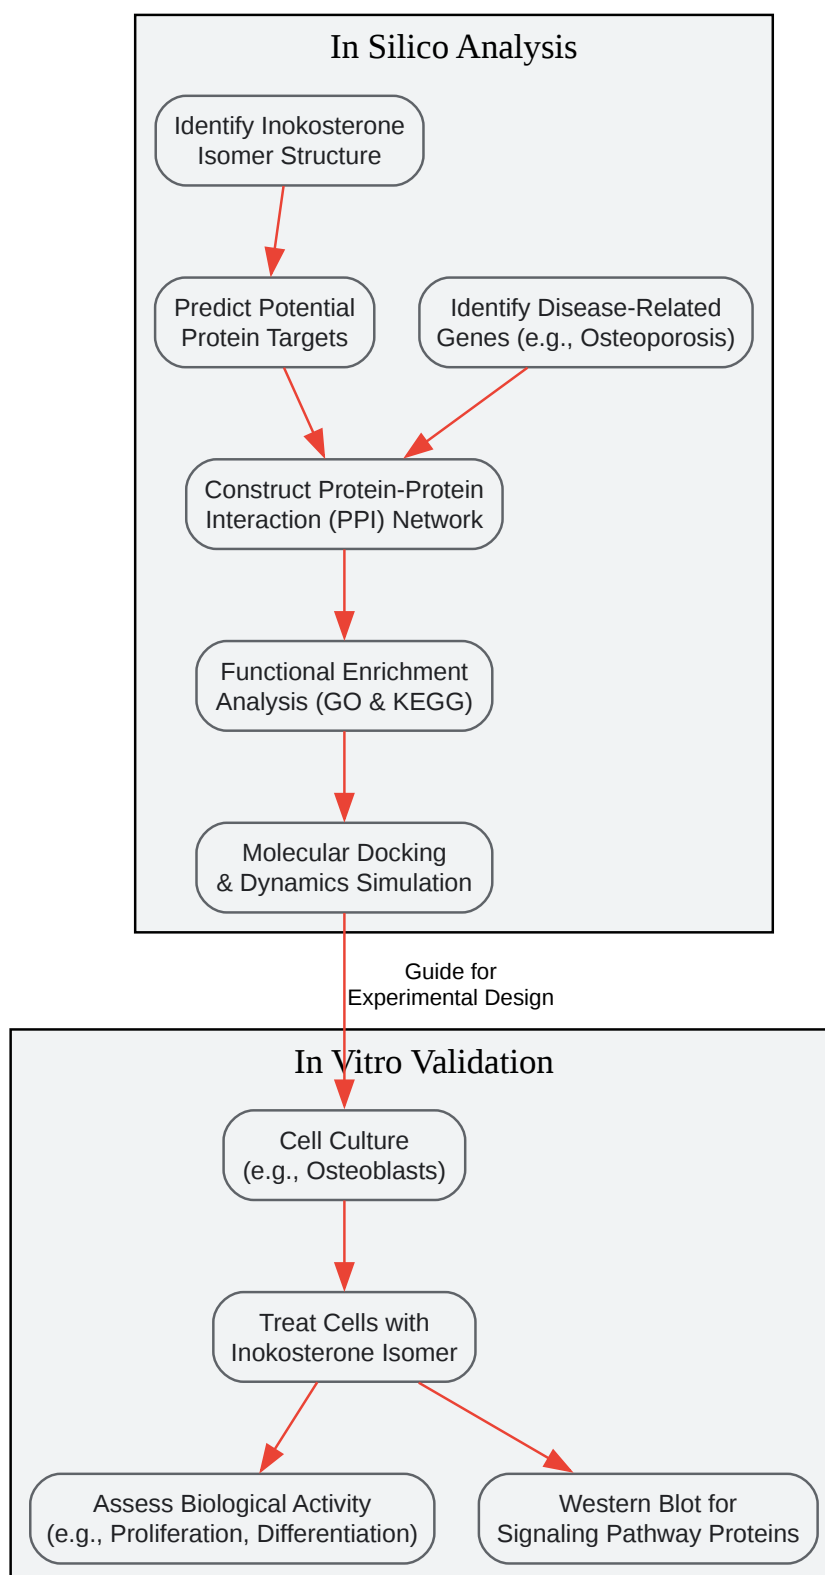 In Silico Analysis
Identify Inokosterone
Isomer Structure
Predict Potential
Protein Targets
Identify Disease-Related
Genes (e.g., Osteoporosis)
Construct Protein-Protein
Interaction (PPI) Network
Functional Enrichment
Analysis (GO & KEGG)
Molecular Docking
& Dynamics Simulation
Guide for
Experimental Design
In Vitro Validation
Cell Culture
(e.g., Osteoblasts)
Treat Cells with
Inokosterone Isomer
Assess Biological Activity
(e.g., Proliferation, Differentiation)
Western Blot for
Signaling Pathway Proteins